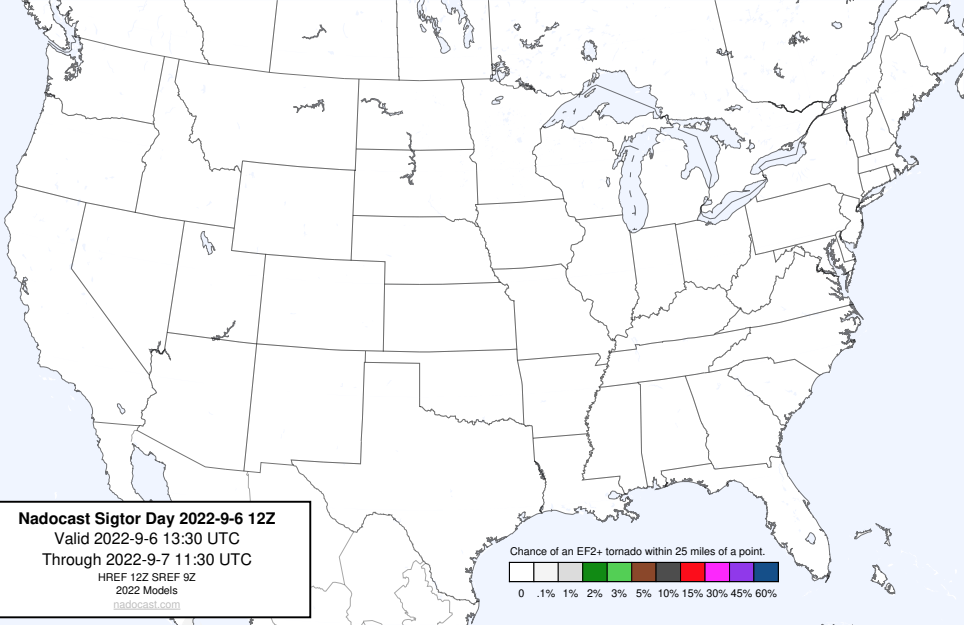 Nadocast Sigtor Day 2022-9-6 12Z
Valid 2022-9-6 13:30 UTC
Through 2022-9-7 11:30 UTC
HREF 12Z SREF 9Z
2022 Models
nadocast.com
Chance of an EF2+ tornado within 25 miles of a point.
0 .1% 1% 2% 3% 5% 10% 15% 30% 45% 60%